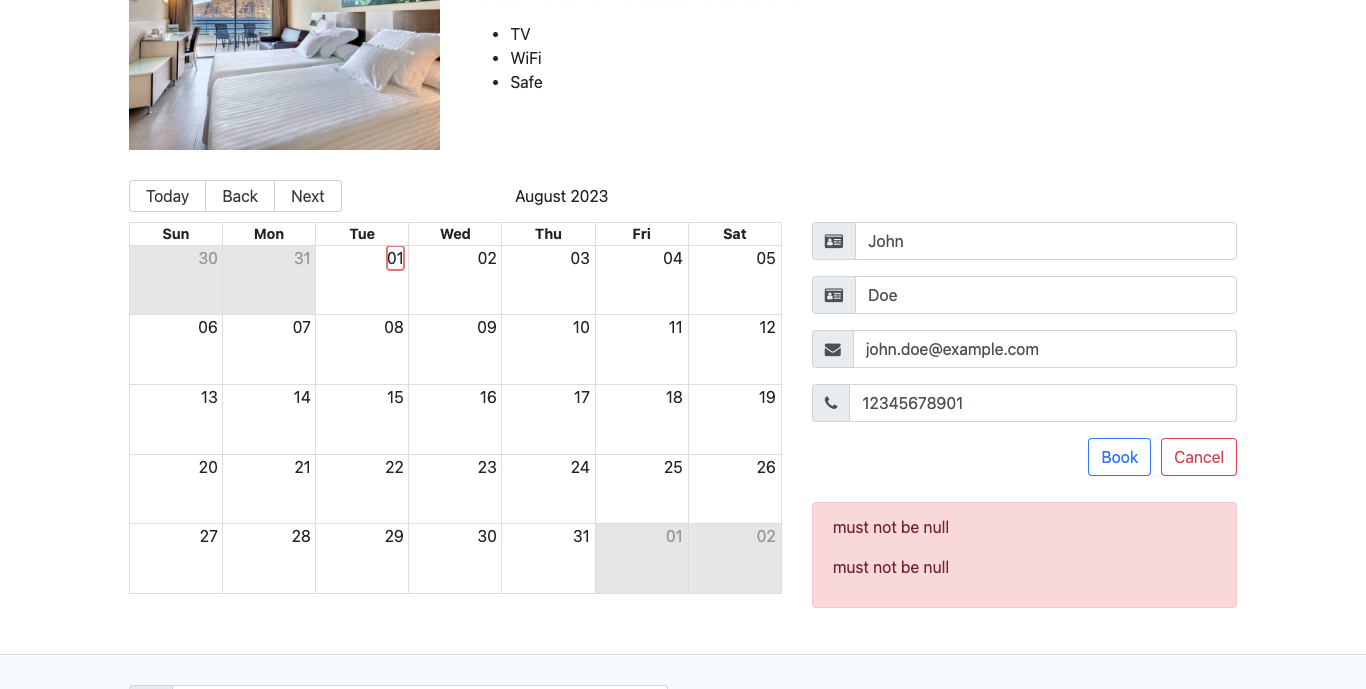 TV
WiFi
Safe
Today Back Next August 2023
Sun Mon Tue Wed Thu Fri Sat
30 31 01 02 03 04 05
06 07 08 09 10 11 12
13 14 15 16 17 18 19
20 21 22 23 24 25 26
27 28 29 30 31 01 02
John
Doe
john.doe@example.com
12345678901
Book Cancel
must not be null
must not be null